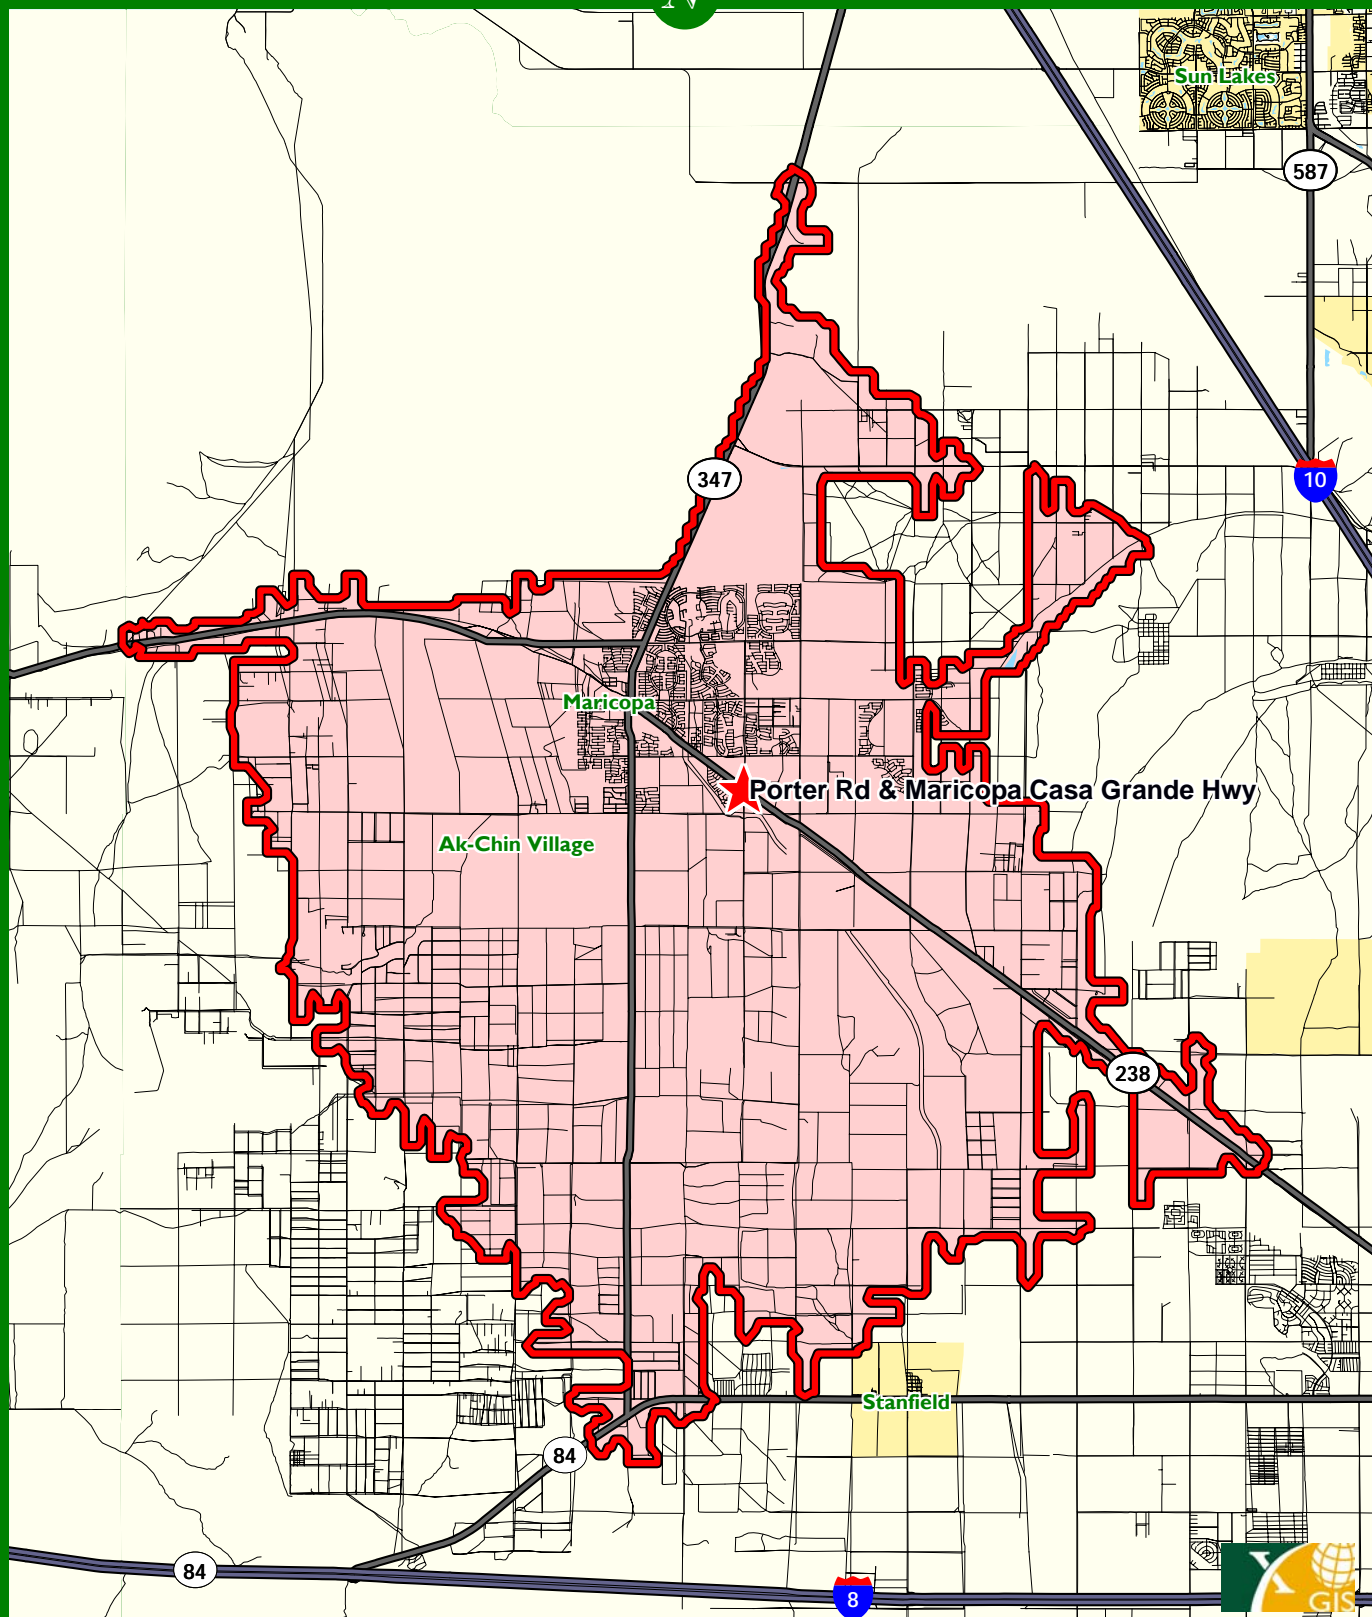 N
Sun Lakes
587
347
10
Maricopa
Porter Rd & Maricopa Casa Grande Hwy
Ak-Chin Village
238
Stanfield
84
84
8
Y
GIS